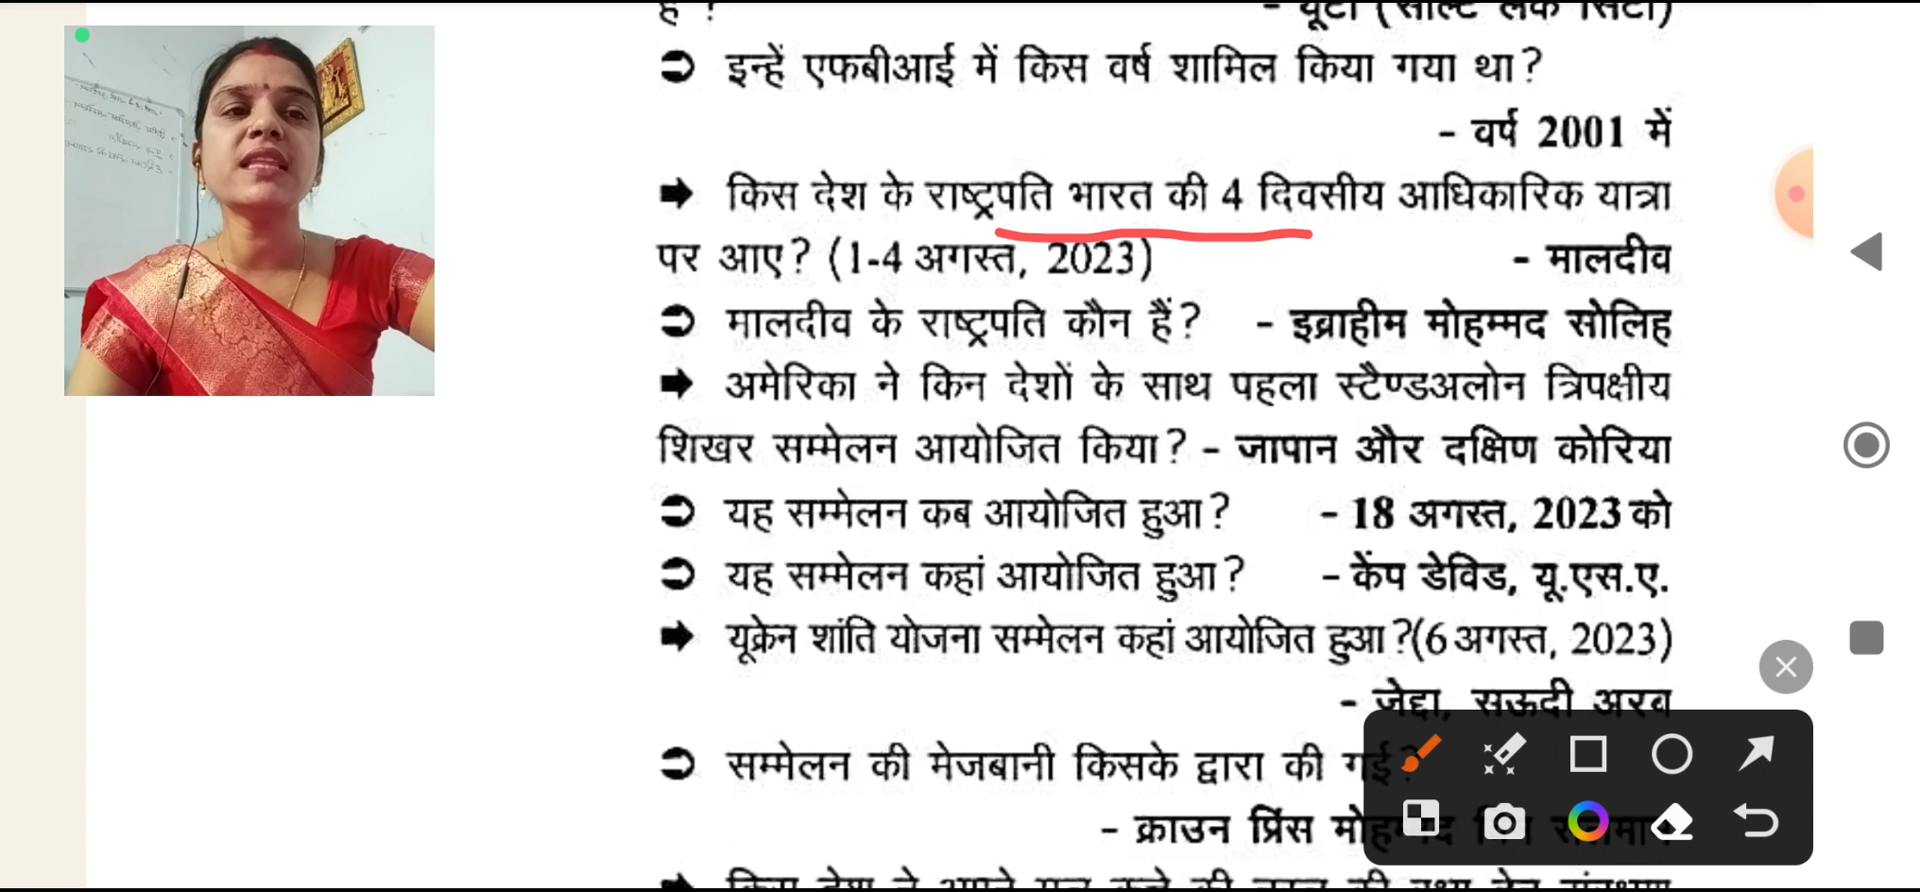 - यूटा (साल्ट लेक सिटी)
➲ इन्हें एफबीआई में किस वर्ष शामिल किया गया था?
- वर्ष 2001 में
➡ किस देश के राष्ट्रपति भारत की 4 दिवसीय आधिकारिक यात्रा
पर आए? (1-4 अगस्त, 2023) - मालदीव
➲ मालदीव के राष्ट्रपति कौन हैं? - इब्राहीम मोहम्मद सोलिह
➡ अमेरिका ने किन देशों के साथ पहला स्टैण्डअलोन त्रिपक्षीय
शिखर सम्मेलन आयोजित किया? - जापान और दक्षिण कोरिया
➲ यह सम्मेलन कब आयोजित हुआ? - 18 अगस्त, 2023 को
➲ यह सम्मेलन कहां आयोजित हुआ? - कैंप डेविड, यू.एस.ए.
➡ यूक्रेन शांति योजना सम्मेलन कहां आयोजित हुआ?(6 अगस्त, 2023)
- जेद्दा, सऊदी अरब
➲ सम्मेलन की मेजबानी किसके द्वारा की गई?
- क्राउन प्रिंस